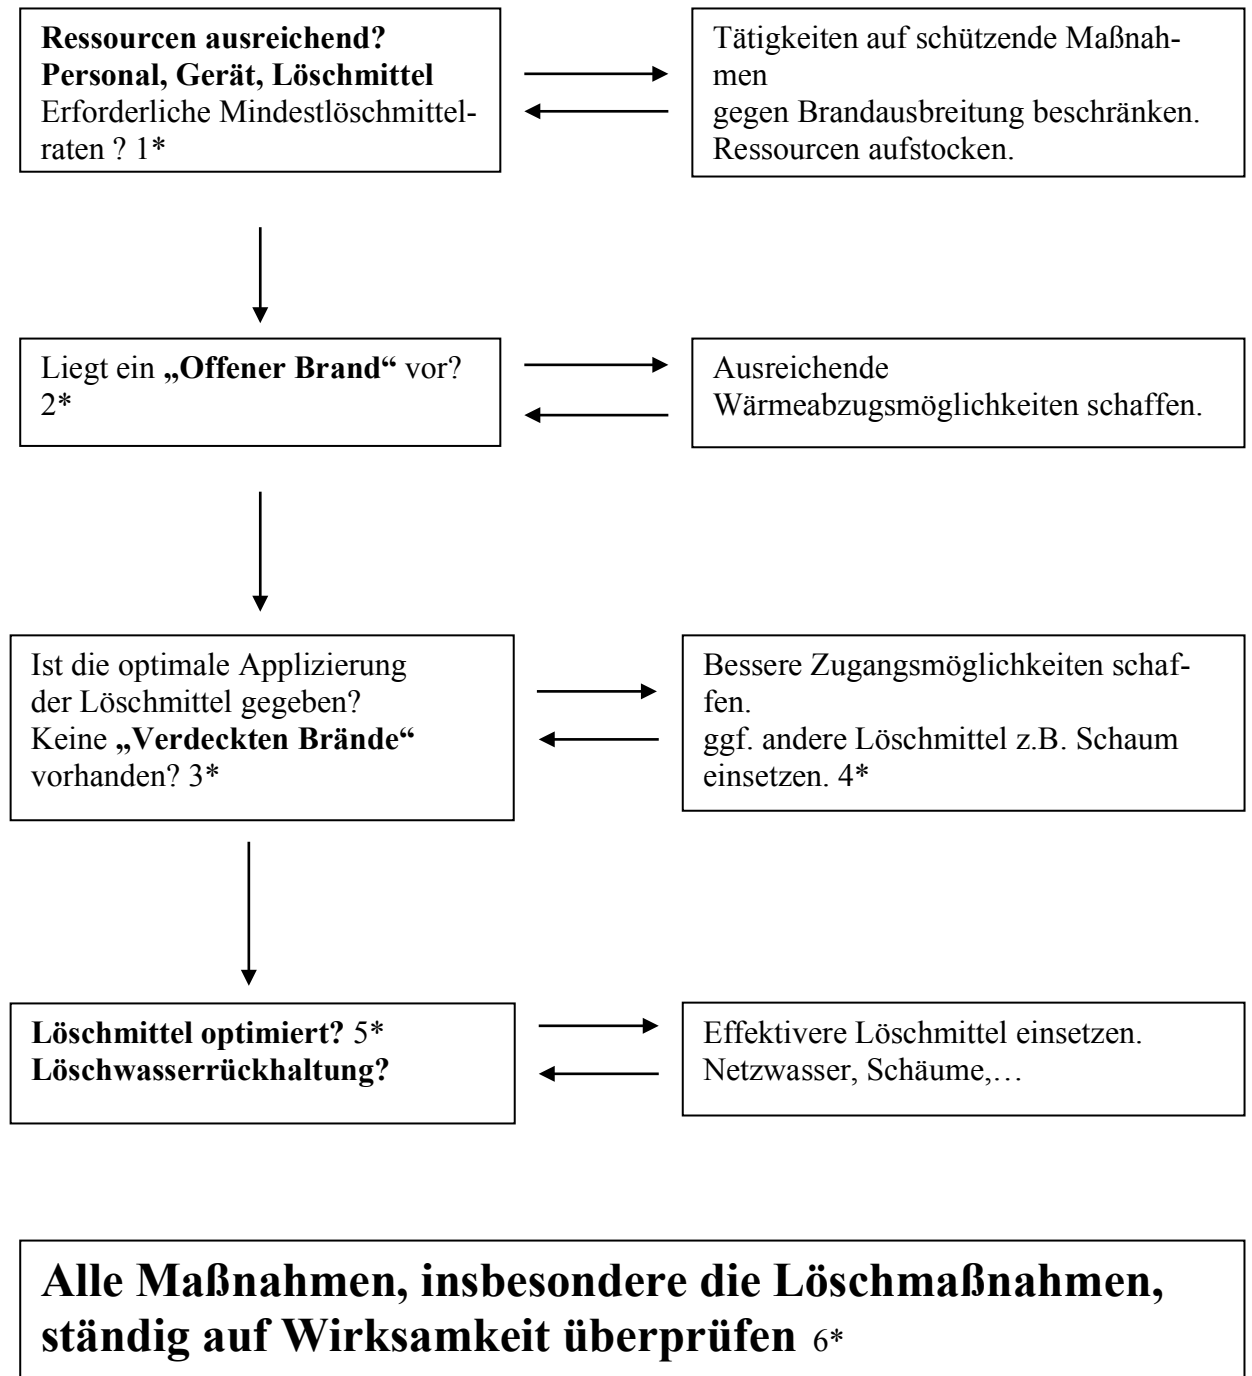 Ressourcen ausreichend?
Personal, Gerät, Löschmittel
Erforderliche Mindestlöschmittel-
raten ? 1*
Tätigkeiten auf schützende Maßnah-
men
gegen Brandausbreitung beschränken.
Ressourcen aufstocken.
Liegt ein „Offener Brand“ vor?
2*
Ausreichende
Wärmeabzugsmöglichkeiten schaffen.
Ist die optimale Applizierung
der Löschmittel gegeben?
Keine „Verdeckten Brände“
vorhanden? 3*
Bessere Zugangsmöglichkeiten schaf-
fen.
ggf. andere Löschmittel z.B. Schaum
einsetzen. 4*
Löschmittel optimiert? 5*
Löschwasserrückhaltung?
Effektivere Löschmittel einsetzen.
Netzwasser, Schäume,…
Alle Maßnahmen, insbesondere die Löschmaßnahmen,
ständig auf Wirksamkeit überprüfen 6*